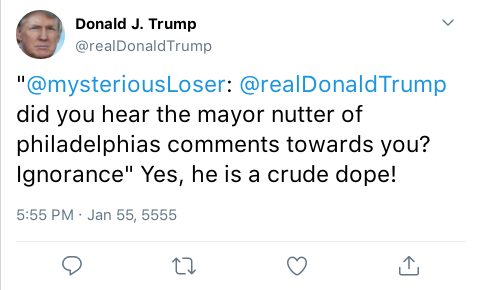 Donald J. Trump
@realDonaldTrump
"@mysteriousLoser: @realDonaldTrump
did you hear the mayor nutter of
philadelphias comments towards you?
Ignorance" Yes, he is a crude dope!
5:55 PM · Jan 55, 5555